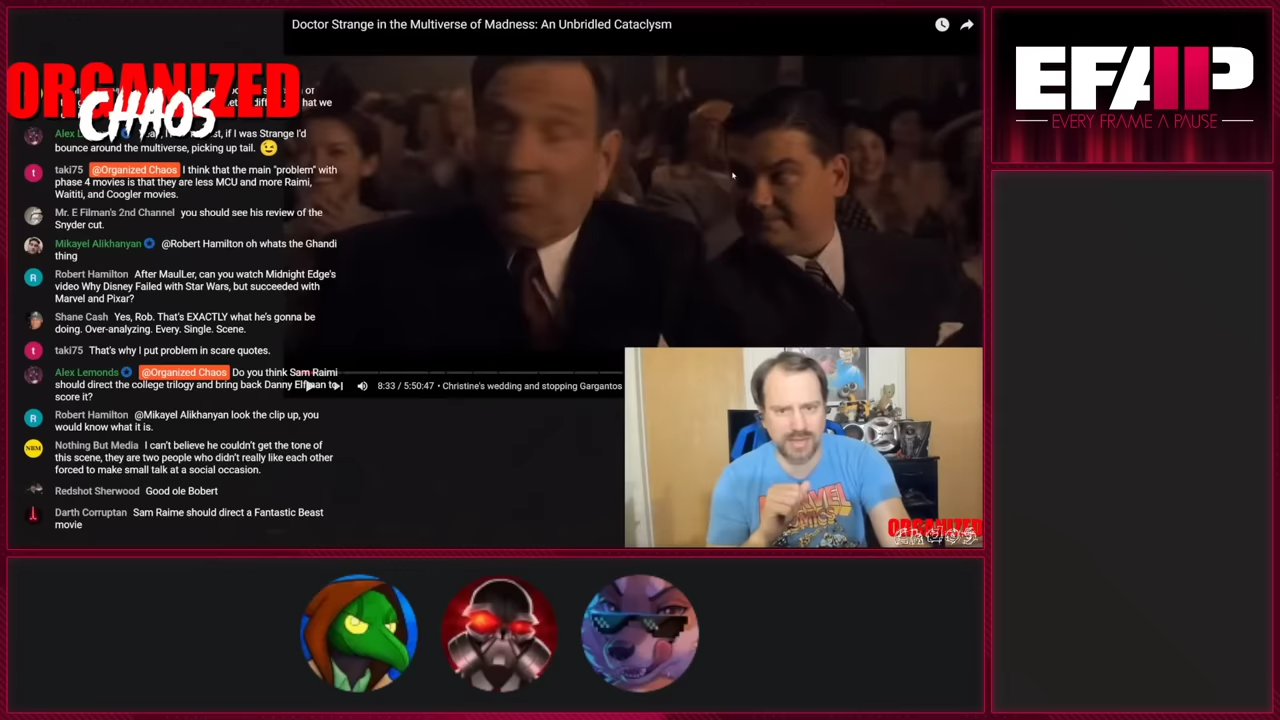 Doctor Strange in the Multiverse of Madness: An Unbridled Cataclysm
ORGANIZED
CHAOS
that we
Alex if I was Strange I'd
bounce around the multiverse, picking up tail. 😉
taki75 @Organized Chaos I think that the main "problem" with
phase 4 movies is that they are less MCU and more Raimi,
Waititi, and Coogler movies.
Mr. E Filman's 2nd Channel you should see his review of the
Snyder cut.
Mikayel Alikhanyan @Robert Hamilton oh whats the Ghandi
thing
R
Robert Hamilton After MaulLer, can you watch Midnight Edge's
video Why Disney Failed with Star Wars, but succeeded with
Marvel and Pixar?
Shane Cash Yes, Rob. That's EXACTLY what he's gonna be
doing. Over-analyzing. Every. Single. Scene.
t
taki75 That's why I put problem in scare quotes.
Alex Lemonds @Organized Chaos Do you think Sam Raimi
should direct the college trilogy and bring back Danny Elfman to
score it?
R
Robert Hamilton @Mikayel Alikhanyan look the clip up, you
would know what it is.
NBM
Nothing But Media I can't believe he couldn't get the tone of
this scene, they are two people who didn't really like each other
forced to make small talk at a social occasion.
Redshot Sherwood Good ole Bobert
Darth Corruptan Sam Raime should direct a Fantastic Beast
movie
8:33 / 5:50:47 • Christine's wedding and stopping Gargantos
MARVEL
COMICS
ORGANIZED
CHAOS
EFAP
EVERY FRAME A PAUSE